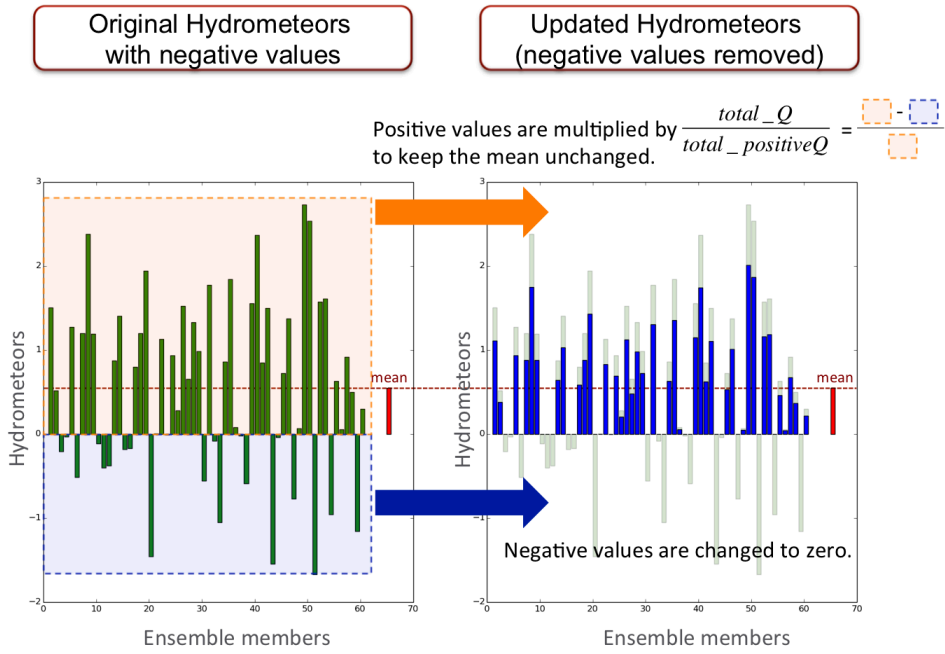 Original Hydrometeors
with negative values
Updated Hydrometeors
(negative values removed)
Positive values are multiplied by total_Q / total_positiveQ = -
to keep the mean unchanged.
3
2
1
0
−1
−2
0 10 20 30 40 50 60 70
Hydrometeors
Ensemble members
mean
3
2
1
0
−1
−2
0 10 20 30 40 50 60 70
Hydrometeors
Ensemble members
mean
Negative values are changed to zero.